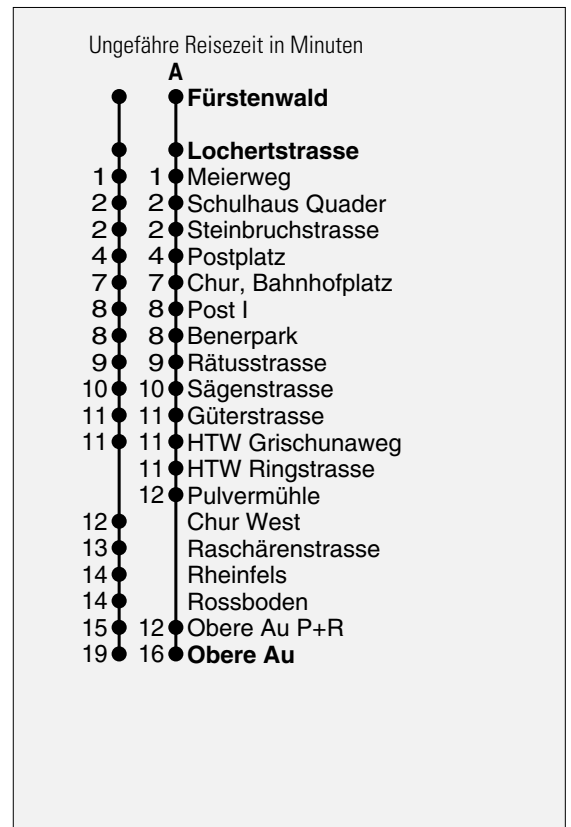 Ungefähre Reisezeit in Minuten
A
Fürstenwald
Lochertstrasse
1 1 Meierweg
2 2 Schulhaus Quader
2 2 Steinbruchstrasse
4 4 Postplatz
7 7 Chur, Bahnhofplatz
8 8 Post I
8 8 Benerpark
9 9 Rätusstrasse
10 10 Sägenstrasse
11 11 Güterstrasse
11 11 HTW Grischunaweg
11 HTW Ringstrasse
12 Pulvermühle
12 Chur West
13 Raschärenstrasse
14 Rheinfels
14 Rossboden
15 12 Obere Au P+R
19 16 Obere Au